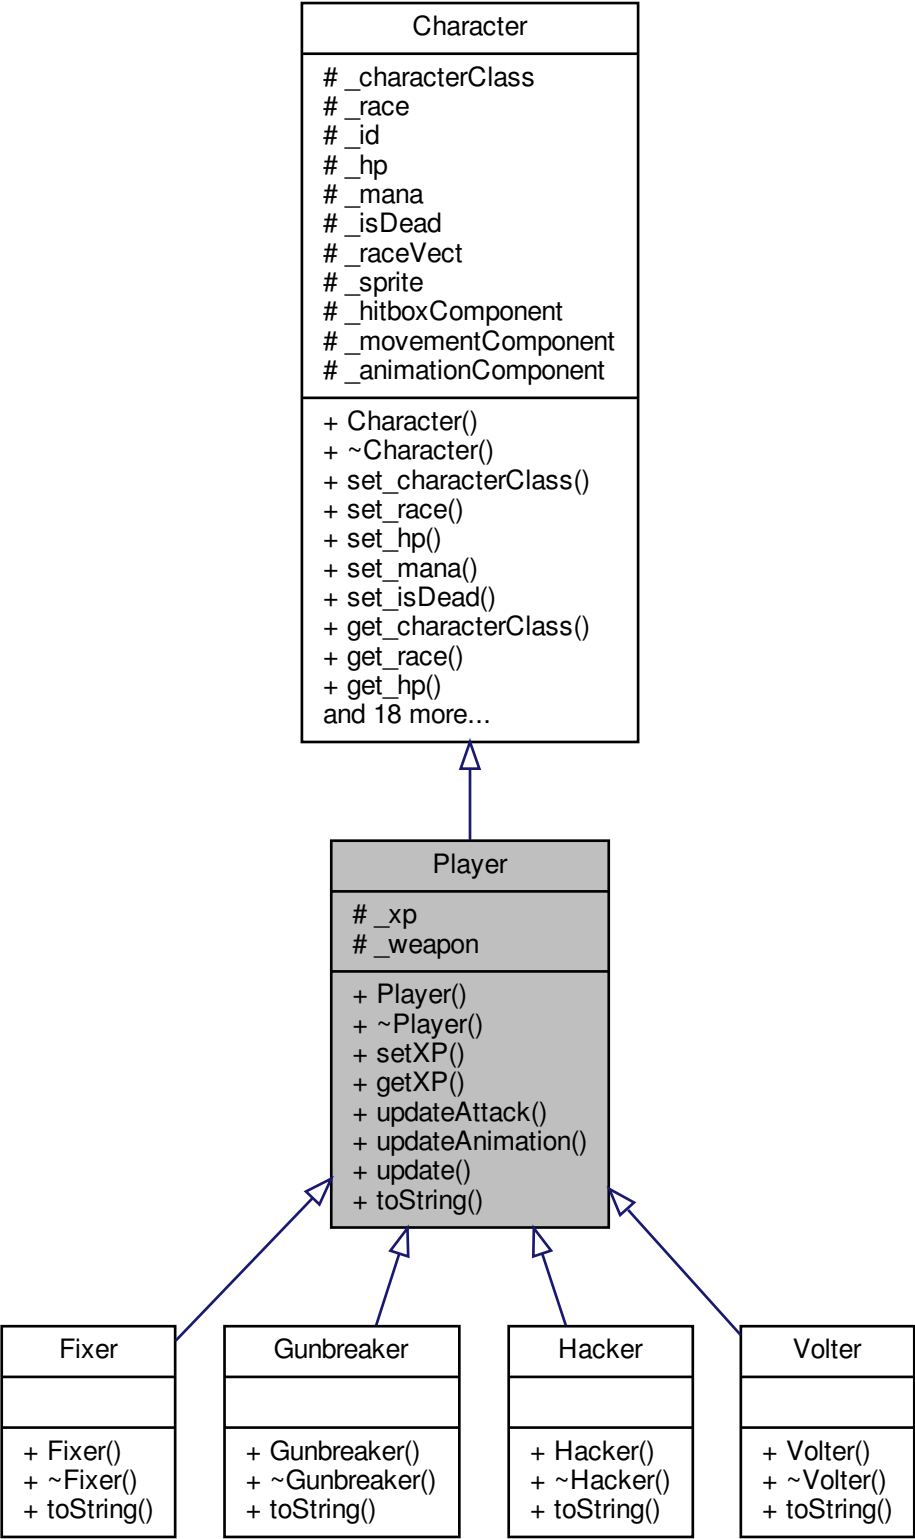 Character
# _characterClass
# _race
# _id
# _hp
# _mana
# _isDead
# _raceVect
# _sprite
# _hitboxComponent
# _movementComponent
# _animationComponent
+ Character()
+ ~Character()
+ set_characterClass()
+ set_race()
+ set_hp()
+ set_mana()
+ set_isDead()
+ get_characterClass()
+ get_race()
+ get_hp()
and 18 more...
Player
# _xp
# _weapon
+ Player()
+ ~Player()
+ setXP()
+ getXP()
+ updateAttack()
+ updateAnimation()
+ update()
+ toString()
Fixer
+ Fixer()
+ ~Fixer()
+ toString()
Gunbreaker
+ Gunbreaker()
+ ~Gunbreaker()
+ toString()
Hacker
+ Hacker()
+ ~Hacker()
+ toString()
Volter
+ Volter()
+ ~Volter()
+ toString()